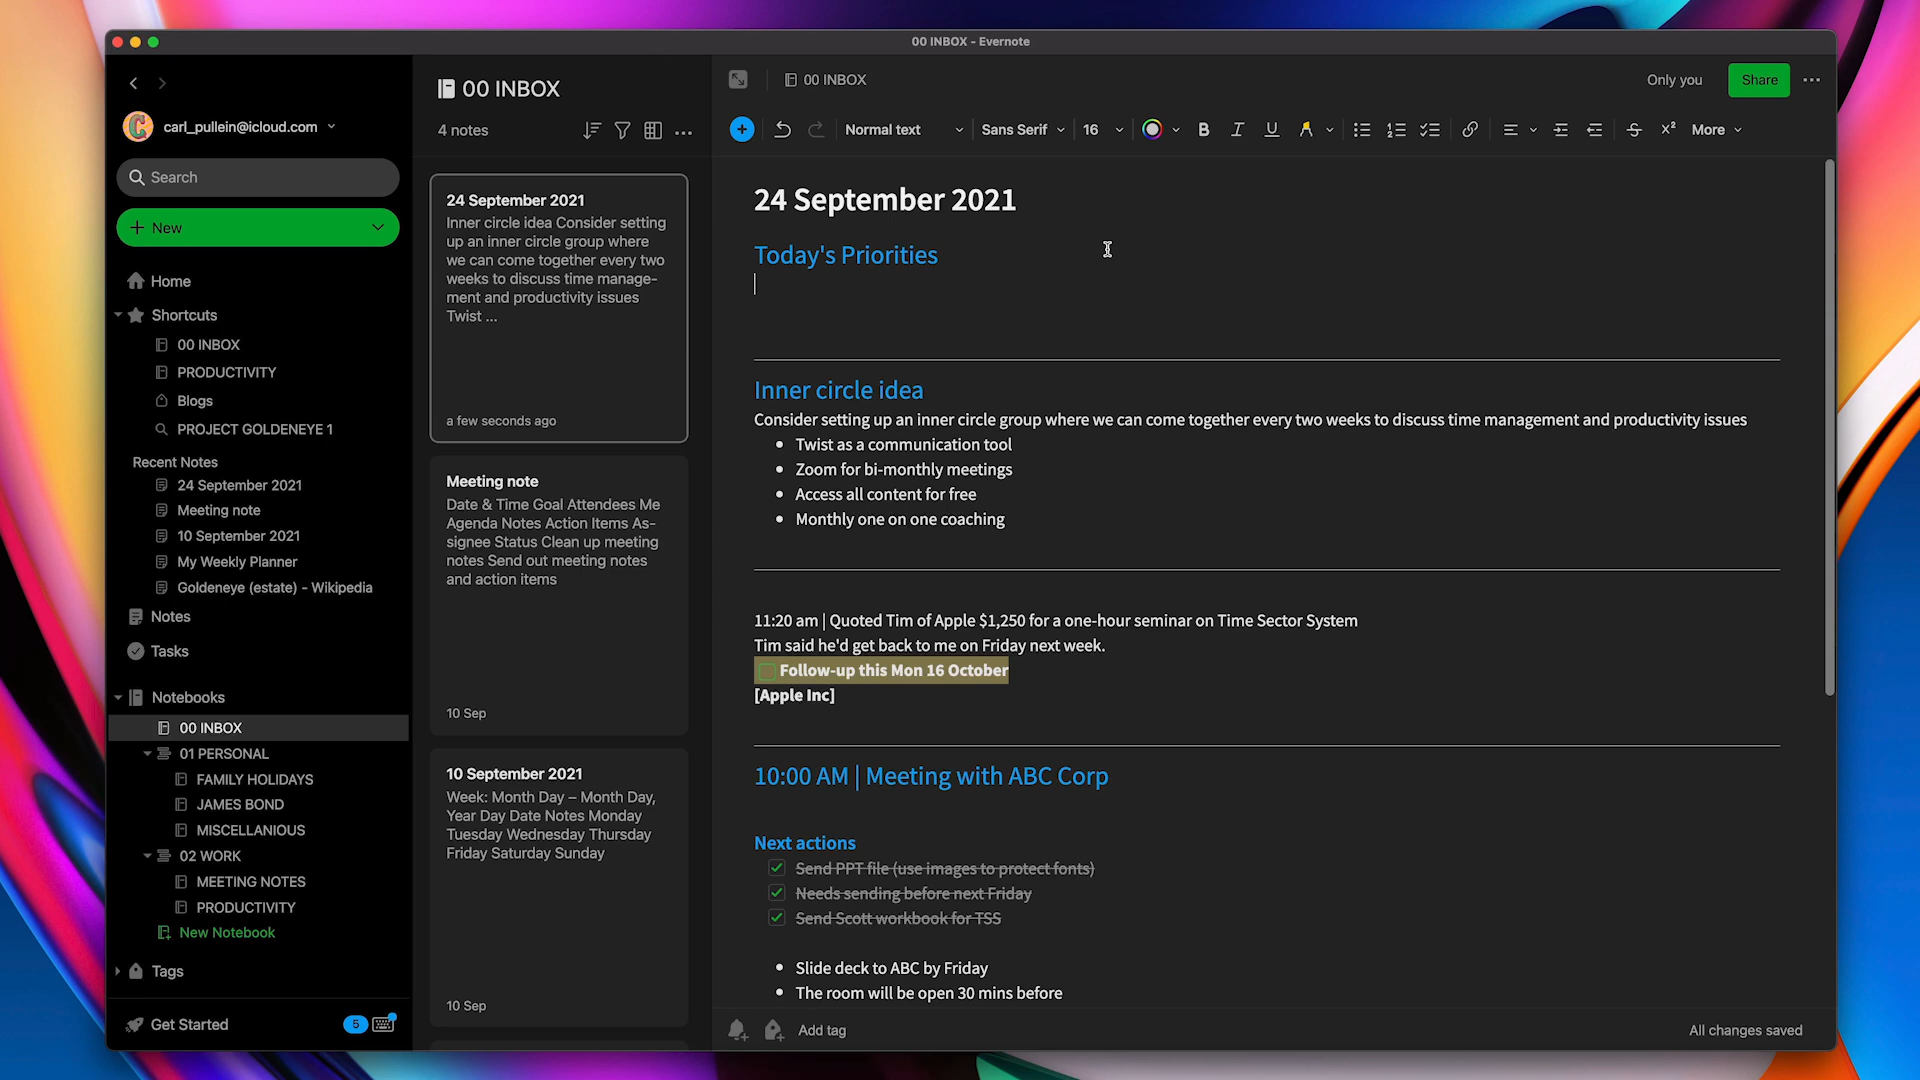 00 INBOX - Evernote
carl_pullein@icloud.com
Search
New
Home
Shortcuts
00 INBOX
PRODUCTIVITY
Blogs
PROJECT GOLDENEYE 1
Recent Notes
24 September 2021
Meeting note
10 September 2021
My Weekly Planner
Goldeneye (estate) - Wikipedia
Notes
Tasks
Notebooks
00 INBOX
01 PERSONAL
FAMILY HOLIDAYS
JAMES BOND
MISCELLANIOUS
02 WORK
MEETING NOTES
PRODUCTIVITY
New Notebook
Tags
Get Started
5
00 INBOX
4 notes
24 September 2021
Inner circle idea Consider setting
up an inner circle group where
we can come together every two
weeks to discuss time manage-
ment and productivity issues
Twist ...
a few seconds ago
Meeting note
Date & Time Goal Attendees Me
Agenda Notes Action Items As-
signee Status Clean up meeting
notes Send out meeting notes
and action items
10 Sep
10 September 2021
Week: Month Day – Month Day,
Year Day Date Notes Monday
Tuesday Wednesday Thursday
Friday Saturday Sunday
10 Sep
00 INBOX
Only you
Share
Normal text
Sans Serif
16
B I U
A
S
x²
More
24 September 2021
Today's Priorities
Inner circle idea
Consider setting up an inner circle group where we can come together every two weeks to discuss time management and productivity issues
• Twist as a communication tool
• Zoom for bi-monthly meetings
• Access all content for free
• Monthly one on one coaching
11:20 am | Quoted Tim of Apple $1,250 for a one-hour seminar on Time Sector System
Tim said he'd get back to me on Friday next week.
Follow-up this Mon 16 October
[Apple Inc]
10:00 AM | Meeting with ABC Corp
Next actions
Send PPT file (use images to protect fonts)
Needs sending before next Friday
Send Scott workbook for TSS
• Slide deck to ABC by Friday
• The room will be open 30 mins before
Add tag
All changes saved